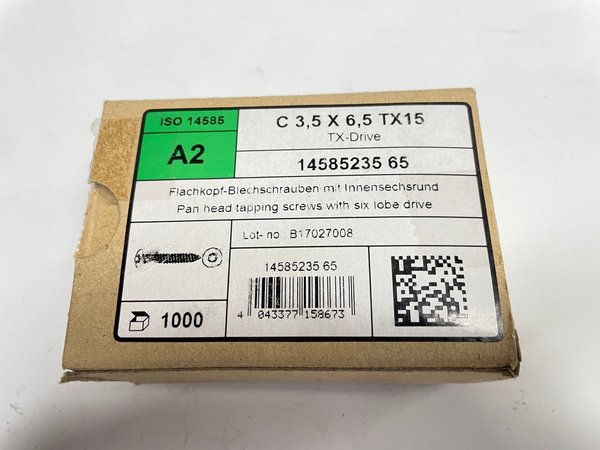 ISO 14585
A2
C 3,5 X 6,5 TX15
TX-Drive
14585235 65
Flachkopf-Blechschrauben mit Innensechsrund
Pan head tapping screws with six lobe drive
Lot- no.: B17027008
14585235 65
4 043377 158673
1000